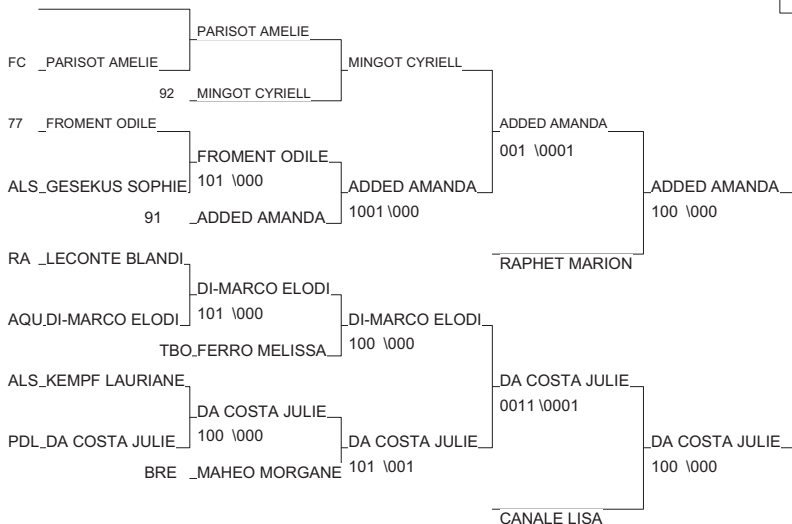 PARISOT AMELIE
FC PARISOT AMELIE
MINGOT CYRIELL
92 MINGOT CYRIELL
77 FROMENT ODILE
ADDED AMANDA
001 \0001
FROMENT ODILE
101 \000
ALS GESEKUS SOPHIE
ADDED AMANDA
1001 \000
ADDED AMANDA
100 \000
91 ADDED AMANDA
RA LECONTE BLANDI
RAPHET MARION
DI-MARCO ELODI
101 \000
AQU DI-MARCO ELODI
DI-MARCO ELODI
100 \000
TBO FERRO MELISSA
ALS KEMPF LAURIANE
DA COSTA JULIE
0011 \0001
DA COSTA JULIE
100 \000
PDL DA COSTA JULIE
DA COSTA JULIE
101 \001
DA COSTA JULIE
100 \000
BRE MAHEO MORGANE
CANALE LISA